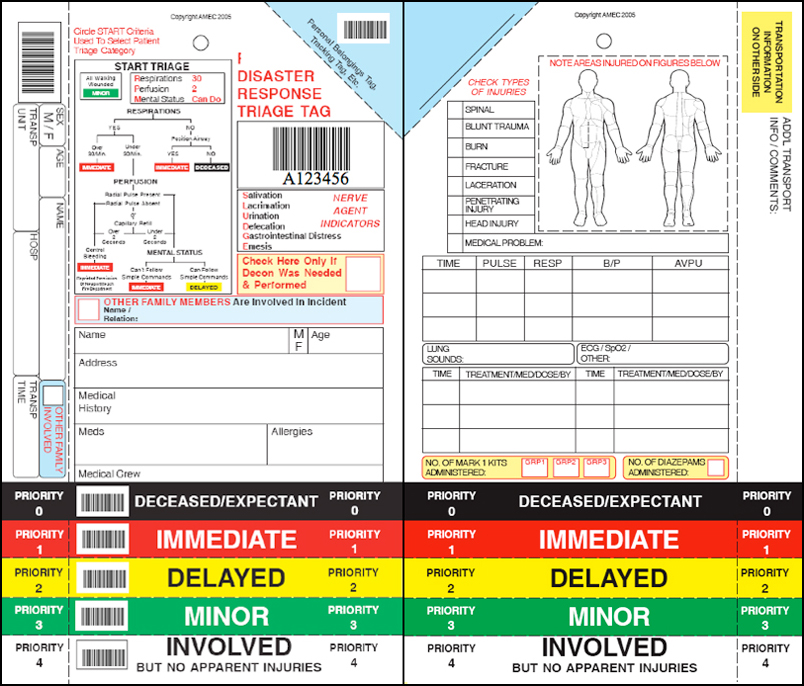 Copyright AMEC 2005
Circle START Criteria
Used To Select Patient
Triage Category
Personal Belongings Tag,
Tracking Tag, Etc.
START TRIAGE
All Walking
Wounded
MINOR
Respirations 30
Perfusion 2
Mental Status Can Do
RESPIRATIONS
YES
NO
Position Airway
Over
30/Min.
Under
30/Min.
YES
NO
IMMEDIATE
IMMEDIATE
DECEASED
PERFUSION
Radial Pulse Present
Radial Pulse Absent
Or
Capillary Refill
Over
2
Seconds
Under
2
Seconds
Control
Bleeding
MENTAL STATUS
IMMEDIATE
Can't Follow
Simple Commands
Can Follow
Simple Commands
IMMEDIATE
DELAYED
DISASTER
RESPONSE
TRIAGE TAG
A123456
Salivation
Lacrimation
Urination
Defecation
Gastrointestinal Distress
Emesis
NERVE
AGENT
INDICATORS
Check Here Only If
Decon Was Needed
& Performed
OTHER FAMILY MEMBERS Are Involved In Incident
Name /
Relation:
Name
M
F
Age
Address
Medical
History
Meds
Allergies
Medical Crew
TRANSP
UNIT
SEX
M / F
AGE
NAME
HOSP
TRANSP
TIME
OTHER FAMILY
INVOLVED
PRIORITY
0
DECEASED/EXPECTANT
PRIORITY
0
PRIORITY
1
IMMEDIATE
PRIORITY
1
PRIORITY
2
DELAYED
PRIORITY
2
PRIORITY
3
MINOR
PRIORITY
3
PRIORITY
4
INVOLVED
BUT NO APPARENT INJURIES
PRIORITY
4
Copyright AMEC 2005
TRANSPORTATION
INFORMATION
ON OTHER SIDE
ADD'L TRANSPORT
INFO / COMMENTS:
CHECK TYPES
OF INJURIES
NOTE AREAS INJURED ON FIGURES BELOW
SPINAL
BLUNT TRAUMA
BURN
FRACTURE
LACERATION
PENETRATING
INJURY
HEAD INJURY
MEDICAL PROBLEM:
TIME PULSE RESP B/P AVPU
LUNG
SOUNDS:
ECG / SpO2 /
OTHER:
TIME TREATMENT/MED/DOSE/BY TIME TREATMENT/MED/DOSE/BY
NO. OF MARK 1 KITS
ADMINISTERED:
GRP1 GRP2 GRP3
NO. OF DIAZEPAMS
ADMINISTERED:
PRIORITY
0
DECEASED/EXPECTANT
PRIORITY
0
PRIORITY
1
IMMEDIATE
PRIORITY
1
PRIORITY
2
DELAYED
PRIORITY
2
PRIORITY
3
MINOR
PRIORITY
3
PRIORITY
4
INVOLVED
BUT NO APPARENT INJURIES
PRIORITY
4